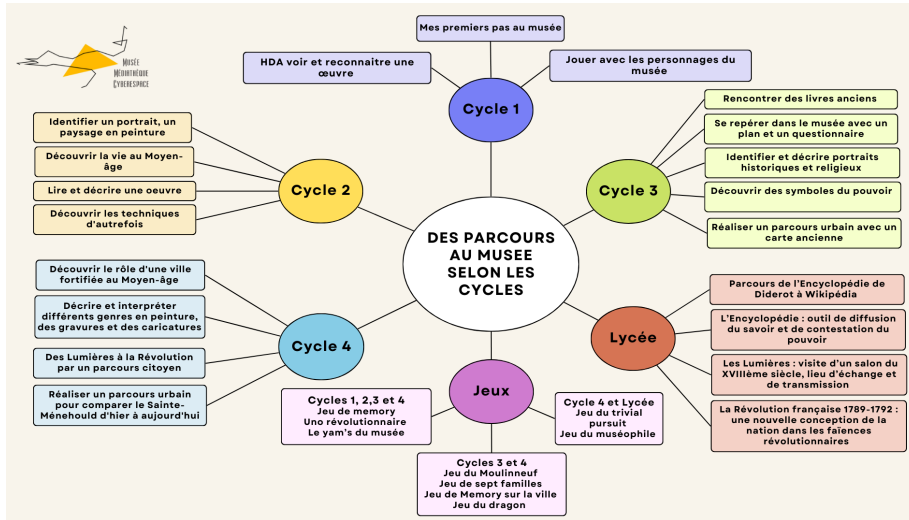 MUSÉE
MÉDIATHÈQUE
CYBERESPACE
Mes premiers pas au musée
HDA voir et reconnaitre une
œuvre
Jouer avec les personnages du
musée
Cycle 1
Identifier un portrait, un
paysage en peinture
Découvrir la vie au Moyen-
âge
Lire et décrire une oeuvre
Découvrir les techniques
d'autrefois
Cycle 2
Rencontrer des livres anciens
Se repérer dans le musée avec un
plan et un questionnaire
Identifier et décrire portraits
historiques et religieux
Découvrir des symboles du pouvoir
Réaliser un parcours urbain avec un
carte ancienne
Cycle 3
DES PARCOURS
AU MUSEE
SELON LES
CYCLES
Découvrir le rôle d'une ville
fortifiée au Moyen-âge
Décrire et interpréter
différents genres en peinture,
des gravures et des caricatures
Des Lumières à la Révolution
par un parcours citoyen
Réaliser un parcours urbain
pour comparer le Sainte-
Ménehould d'hier à aujourd'hui
Cycle 4
Parcours de l'Encyclopédie de
Diderot à Wikipédia
L'Encyclopédie : outil de diffusion
du savoir et de contestation du
pouvoir
Les Lumières : visite d'un salon du
XVIIIème siècle, lieu d'échange et
de transmission
La Révolution française 1789-1792 :
une nouvelle conception de la
nation dans les faïences
révolutionnaires
Lycée
Jeux
Cycles 1, 2,3 et 4
Jeu de memory
Uno révolutionnaire
Le yam's du musée
Cycles 3 et 4
Jeu du Moulinneuf
Jeu de sept familles
Jeu de Memory sur la ville
Jeu du dragon
Cycle 4 et Lycée
Jeu du trivial
pursuit
Jeu du muséophile